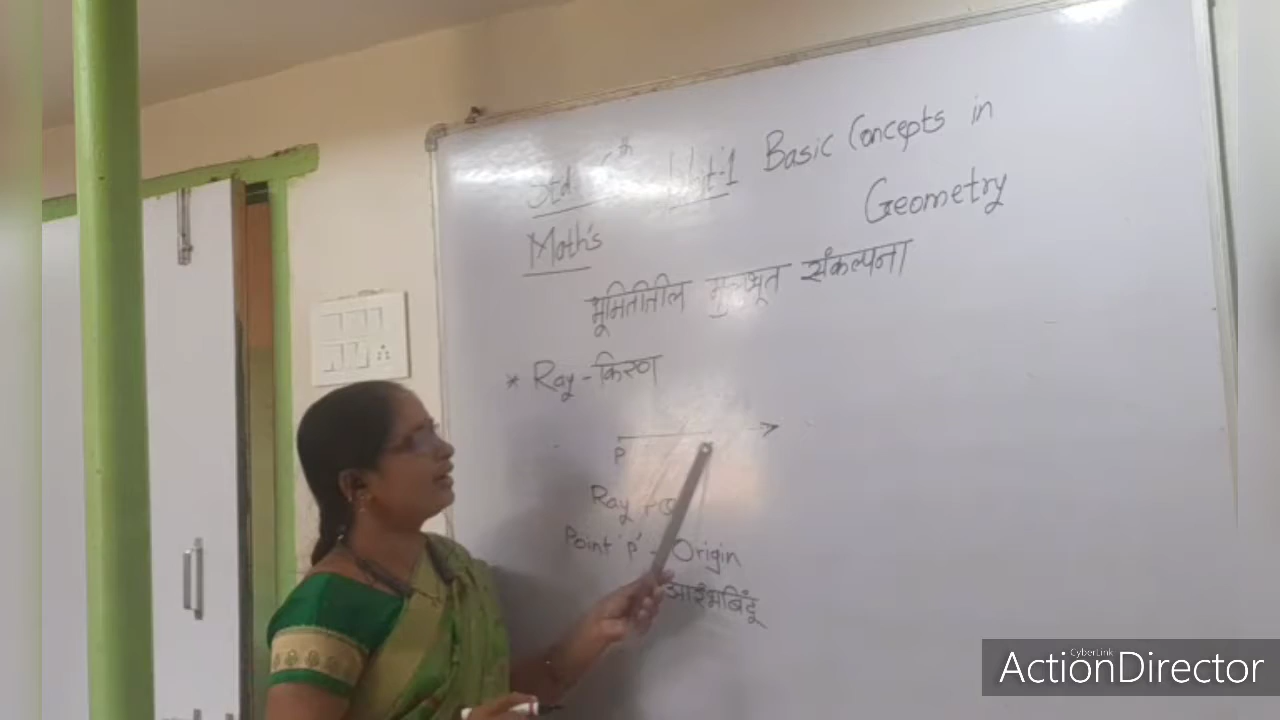 Std. 6th Unit-1 Basic Concepts in
Geometry
Math's
भूमितीतील मुलभूत संकल्पना
* Ray - किरण
P
Ray PQ
Point 'P' - Origin
आरंभबिंदू
CyberLink
ActionDirector